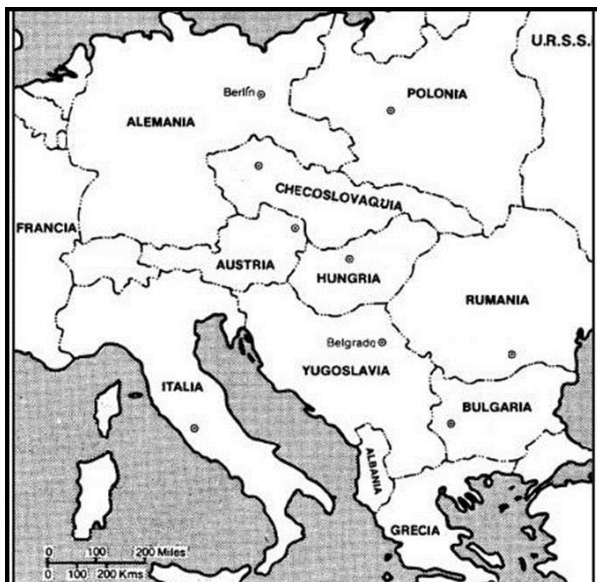 U.R.S.S.
Berlín
POLONIA
ALEMANIA
CHECOSLOVAQUIA
FRANCIA
AUSTRIA
HUNGRIA
RUMANIA
Belgrado
YUGOSLAVIA
ITALIA
BULGARIA
ALBANIA
GRECIA
0 100 200 Miles
0 100 200 Kms